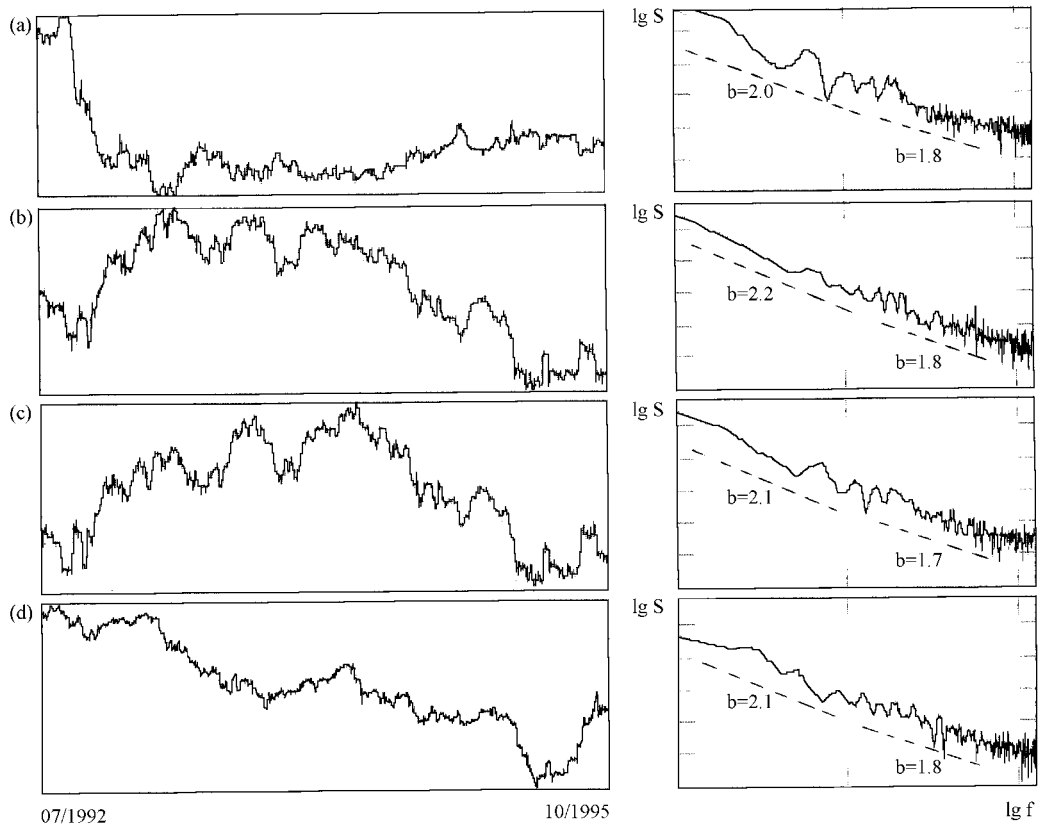 (a)
lg S
b=2.0
b=1.8
(b)
lg S
b=2.2
b=1.8
(c)
lg S
b=2.1
b=1.7
(d)
lg S
b=2.1
b=1.8
07/1992 10/1995 lg f